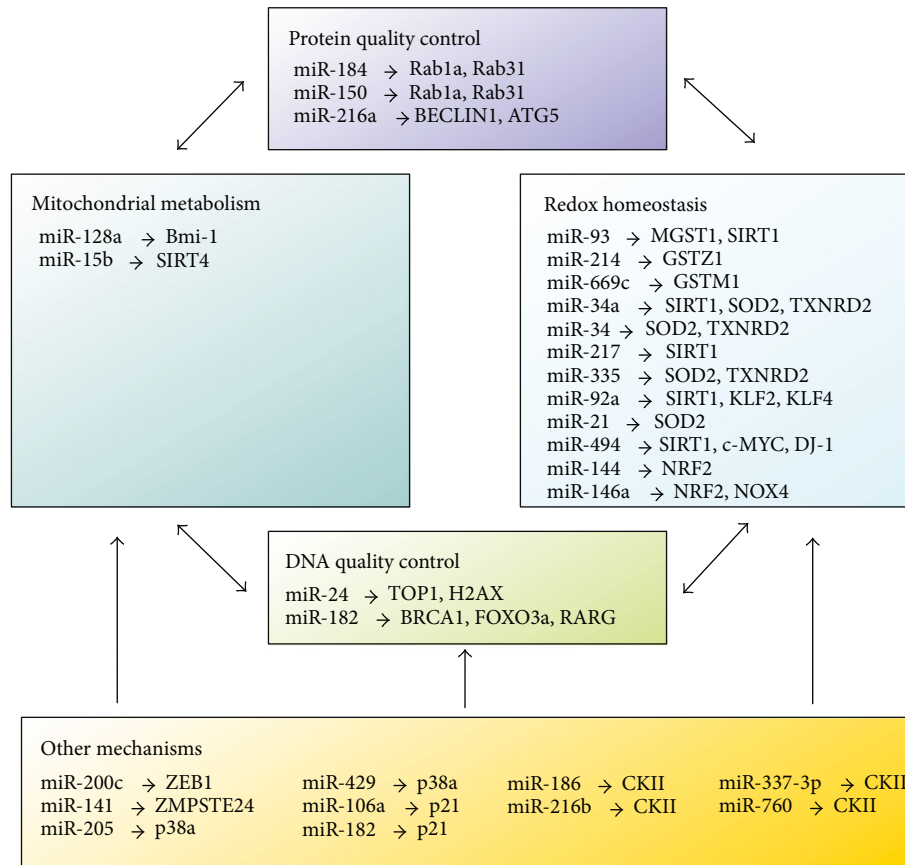 Protein quality control
miR-184 → Rab1a, Rab31
miR-150 → Rab1a, Rab31
miR-216a → BECLIN1, ATG5
Mitochondrial metabolism
miR-128a → Bmi-1
miR-15b → SIRT4
Redox homeostasis
miR-93 → MGST1, SIRT1
miR-214 → GSTZ1
miR-669c → GSTM1
miR-34a → SIRT1, SOD2, TXNRD2
miR-34 → SOD2, TXNRD2
miR-217 → SIRT1
miR-335 → SOD2, TXNRD2
miR-92a → SIRT1, KLF2, KLF4
miR-21 → SOD2
miR-494 → SIRT1, c-MYC, DJ-1
miR-144 → NRF2
miR-146a → NRF2, NOX4
DNA quality control
miR-24 → TOP1, H2AX
miR-182 → BRCA1, FOXO3a, RARG
Other mechanisms
miR-200c → ZEB1
miR-141 → ZMPSTE24
miR-205 → p38a
miR-429 → p38a
miR-106a → p21
miR-182 → p21
miR-186 → CKII
miR-216b → CKII
miR-337-3p → CKII
miR-760 → CKII